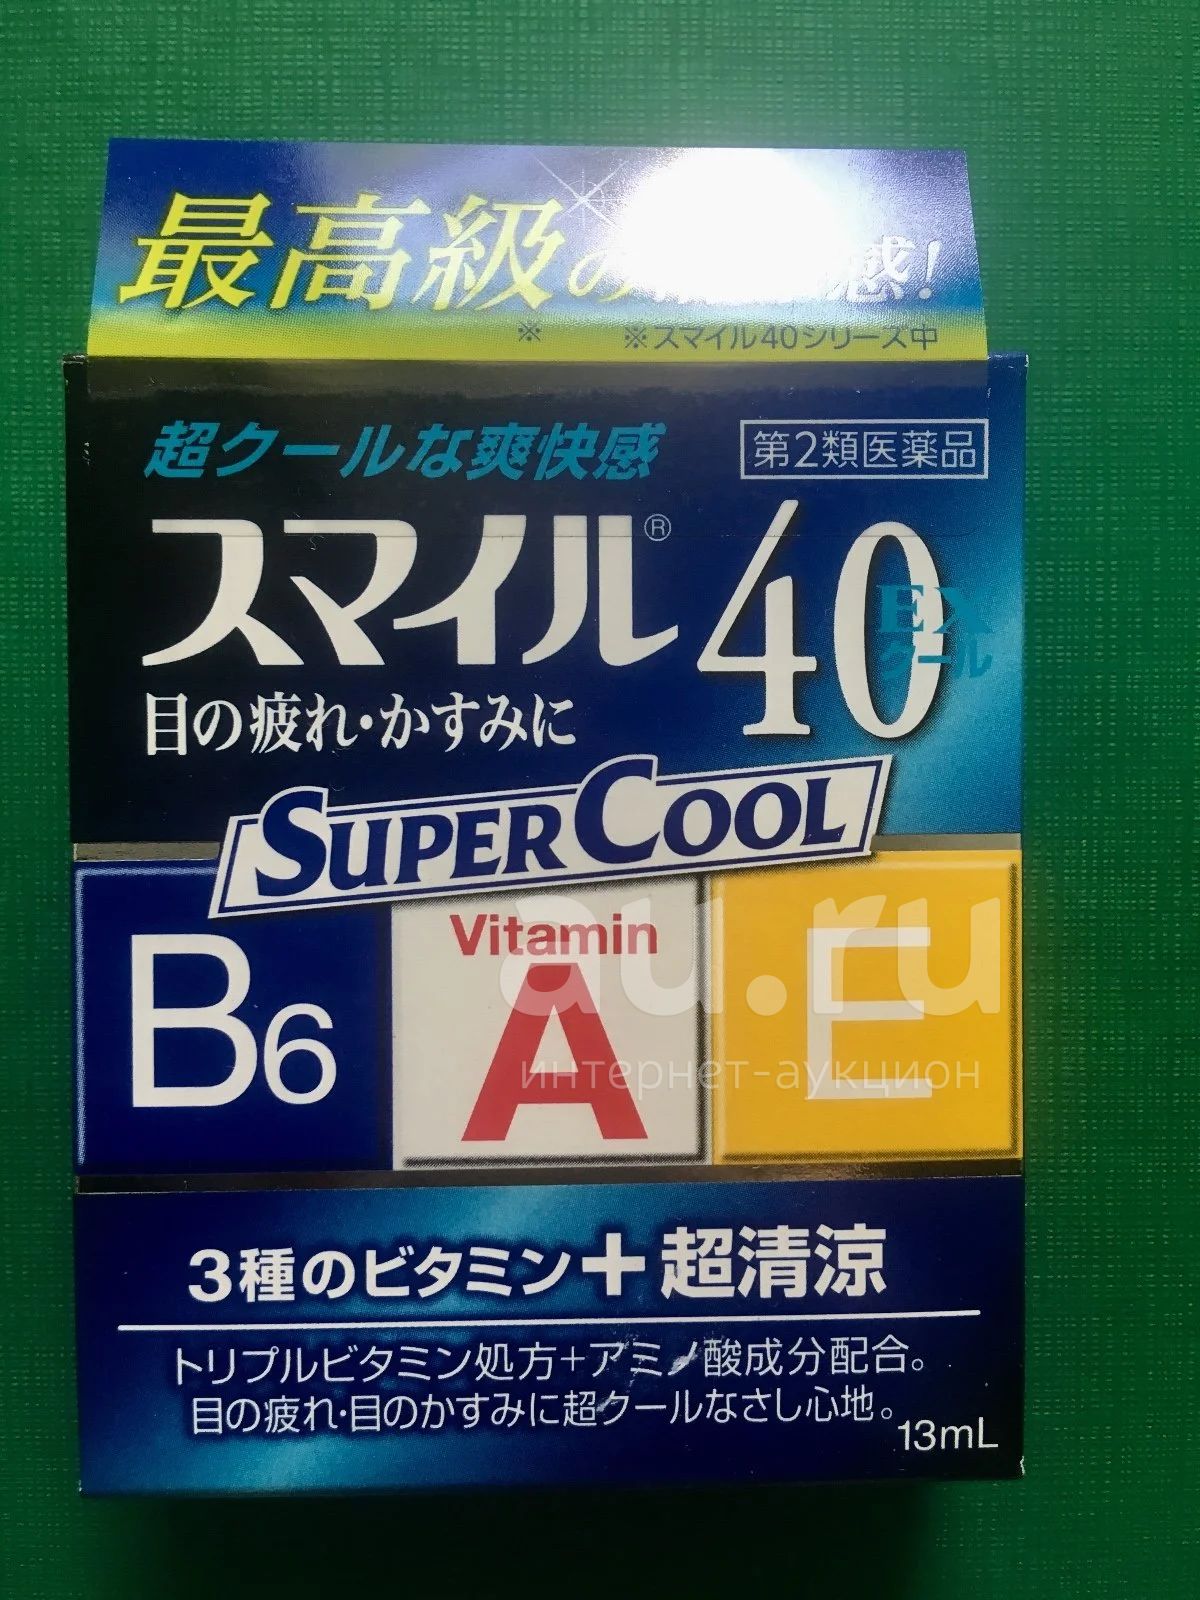 最高級の 感!
※ ※スマイル40シリーズ中
超クールな爽快感
第2類医薬品
スマイル® 40
EX
クール
目の疲れ・かすみに
SUPER COOL
B6
Vitamin
A
E
au.ru
интернет-аукцион
3種のビタミン+超清涼
トリプルビタミン処方+アミノ酸成分配合。
目の疲れ・目のかすみに超クールなさし心地。
13mL